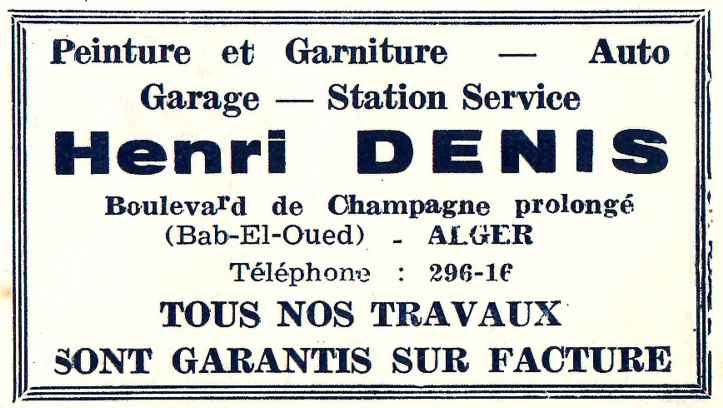 Peinture et Garniture — Auto
Garage — Station Service
Henri DENIS
Boulevard de Champagne prolongé
(Bab-El-Oued) - ALGER
Téléphone : 296-16
TOUS NOS TRAVAUX
SONT GARANTIS SUR FACTURE